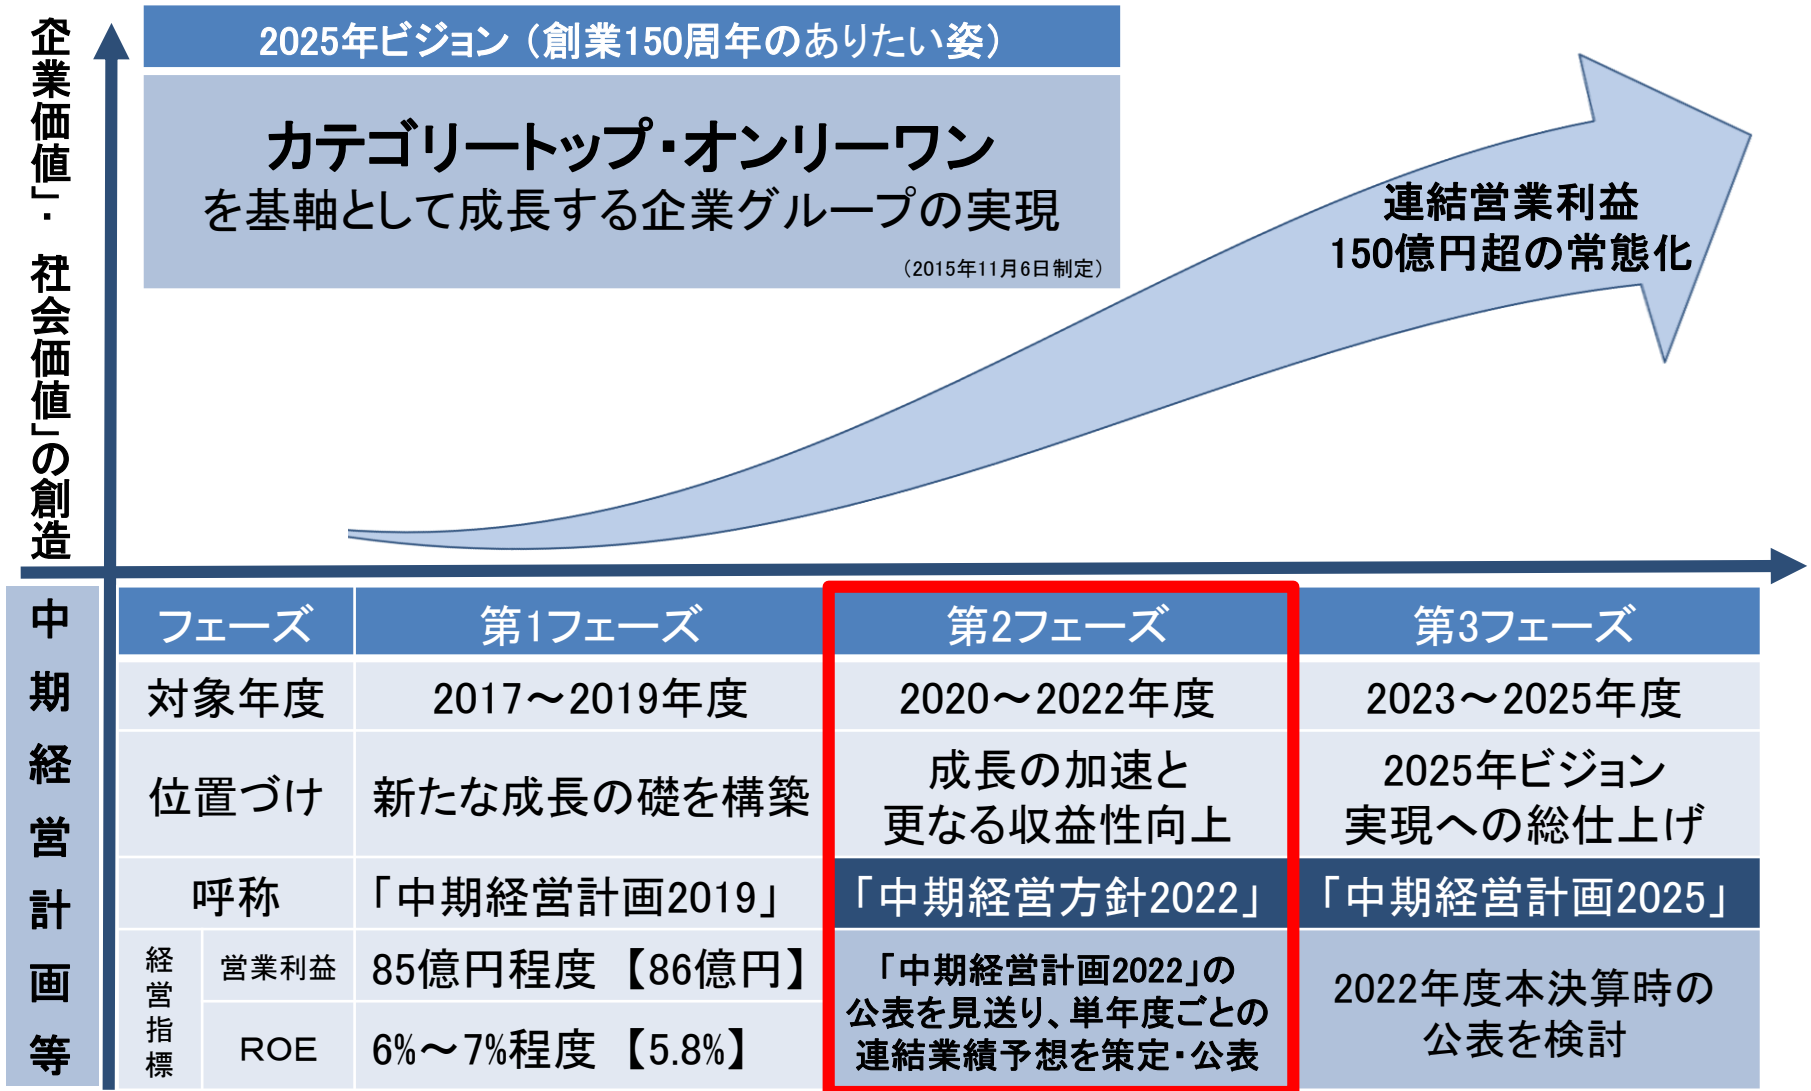 企業価値」・ 社会価値」の創造
2025年ビジョン（創業150周年のありたい姿）
カテゴリートップ・オンリーワン
を基軸として成長する企業グループの実現
（2015年11月6日制定）
連結営業利益
150億円超の常態化
中期経営計画等
フェーズ 第1フェーズ 第2フェーズ 第3フェーズ
対象年度 2017～2019年度 2020～2022年度 2023～2025年度
位置づけ 新たな成長の礎を構築
成長の加速と
更なる収益性向上
2025年ビジョン
実現への総仕上げ
呼称 「中期経営計画2019」 「中期経営方針2022」 「中期経営計画2025」
経営指標
営業利益 85億円程度 【86億円】
ROE 6%～7%程度 【5.8%】
「中期経営計画2022」の
公表を見送り、単年度ごとの
連結業績予想を策定・公表
2022年度本決算時の
公表を検討